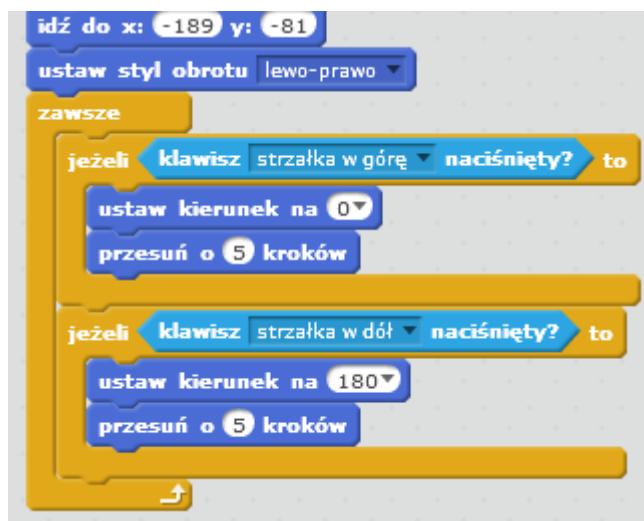 idź do x: -189 y: -81
ustaw styl obrotu lewo-prawo
zawsze
jeżeli klawisz strzałka w górę naciśnięty? to
ustaw kierunek na 0
przesuń o 5 kroków
jeżeli klawisz strzałka w dół naciśnięty? to
ustaw kierunek na 180
przesuń o 5 kroków